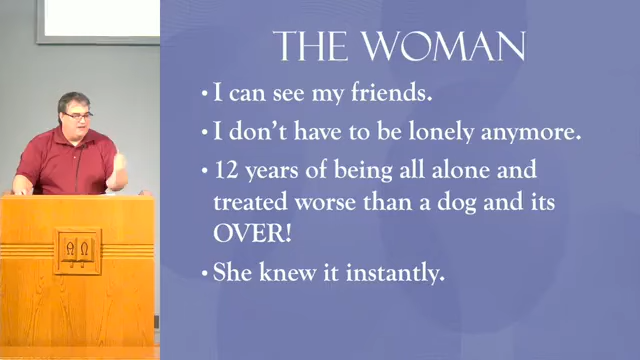 THE WOMAN
• I can see my friends.
• I don't have to be lonely anymore.
• 12 years of being all alone and
treated worse than a dog and its
OVER!
• She knew it instantly.
Α Ω